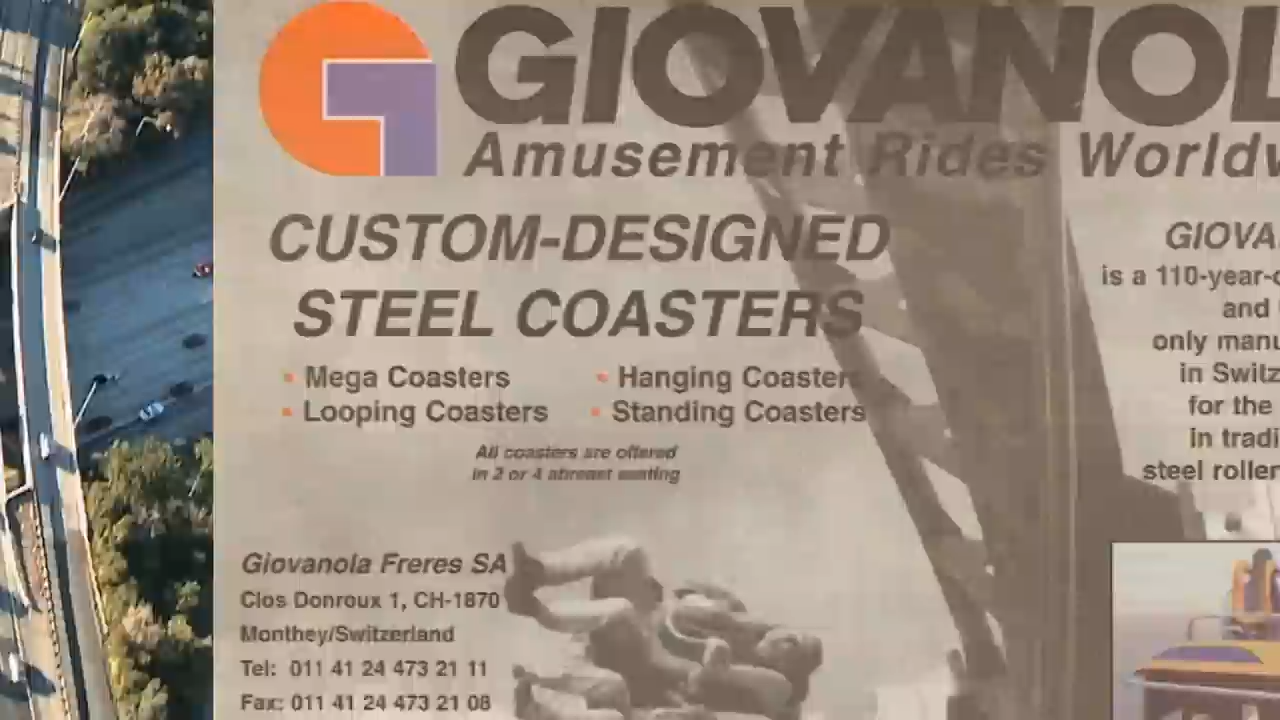 GIOVANOL
Amusement Rides Worldw
CUSTOM-DESIGNED
STEEL COASTERS
• Mega Coasters
• Hanging Coasters
• Looping Coasters
• Standing Coasters
All coasters are offered
in 2 or 4 abreast seating
Giovanola Freres SA
Clos Donroux 1, CH-1870
Monthey/Switzerland
Tel: 011 41 24 473 21 11
Fax: 011 41 24 473 21 08
GIOVA
is a 110-year-o
and
only manu
in Switz
for the
in tradi
steel roller